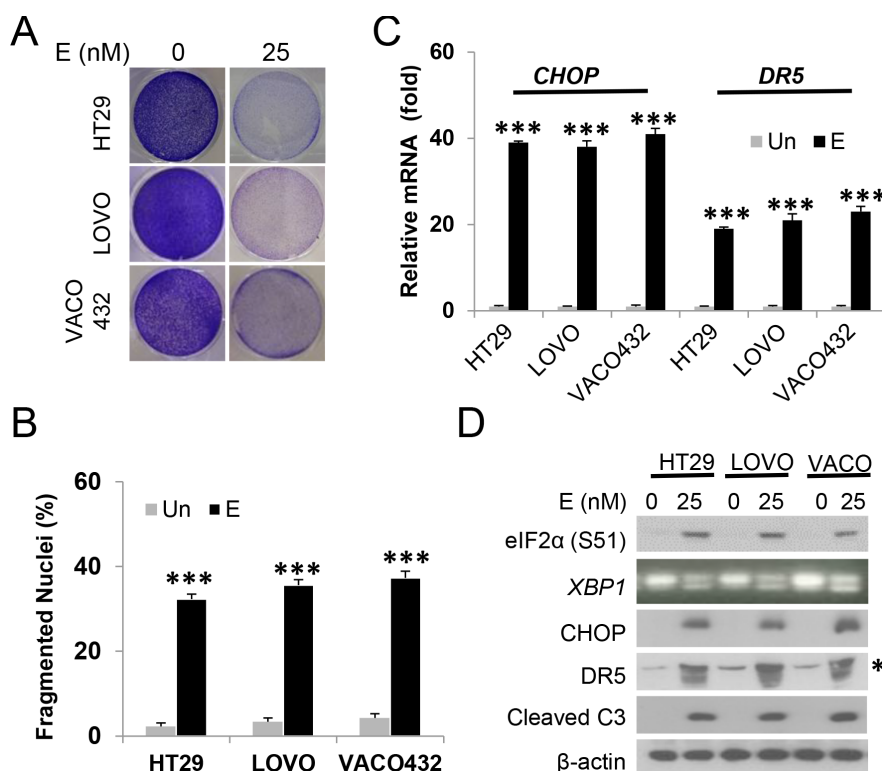 A
E (nM) 0 25
HT29
LOVO
VACO
432
B
Fragmented Nuclei (%)
60
40
20
0
Un E
***
***
***
HT29 LOVO VACO432
C
Relative mRNA (fold)
60
40
20
0
CHOP DR5
Un E
***
***
***
***
***
***
HT29 LOVO VACO432 HT29 LOVO VACO432
D
HT29 LOVO VACO
E (nM) 0 25 0 25 0 25
eIF2α (S51)
XBP1
CHOP
DR5 *
Cleaved C3
β-actin